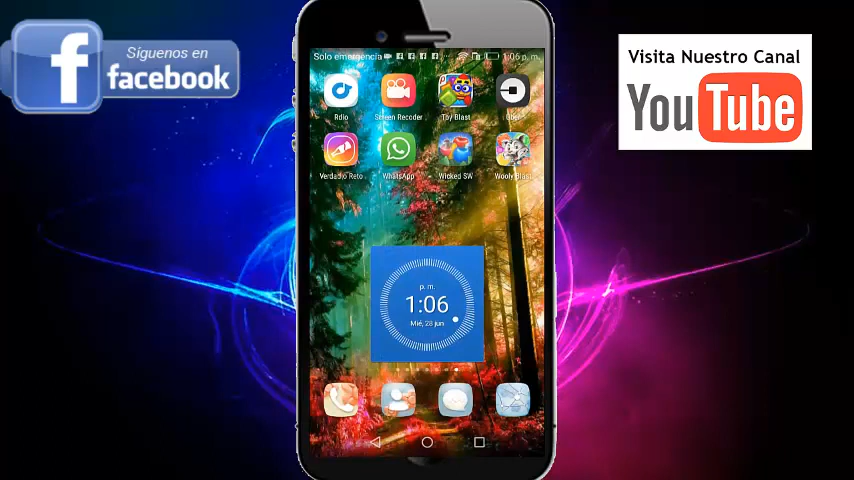 Síguenos en
facebook
Visita Nuestro Canal
YouTube
Solo emergencia 1:06 p. m.
Rdio
Screen Recoder
Toy Blast
Uber
Verdad o Reto
WhatsApp
Wicked SW
Wooly Blast
p. m.
1:06
Mié, 28 jun